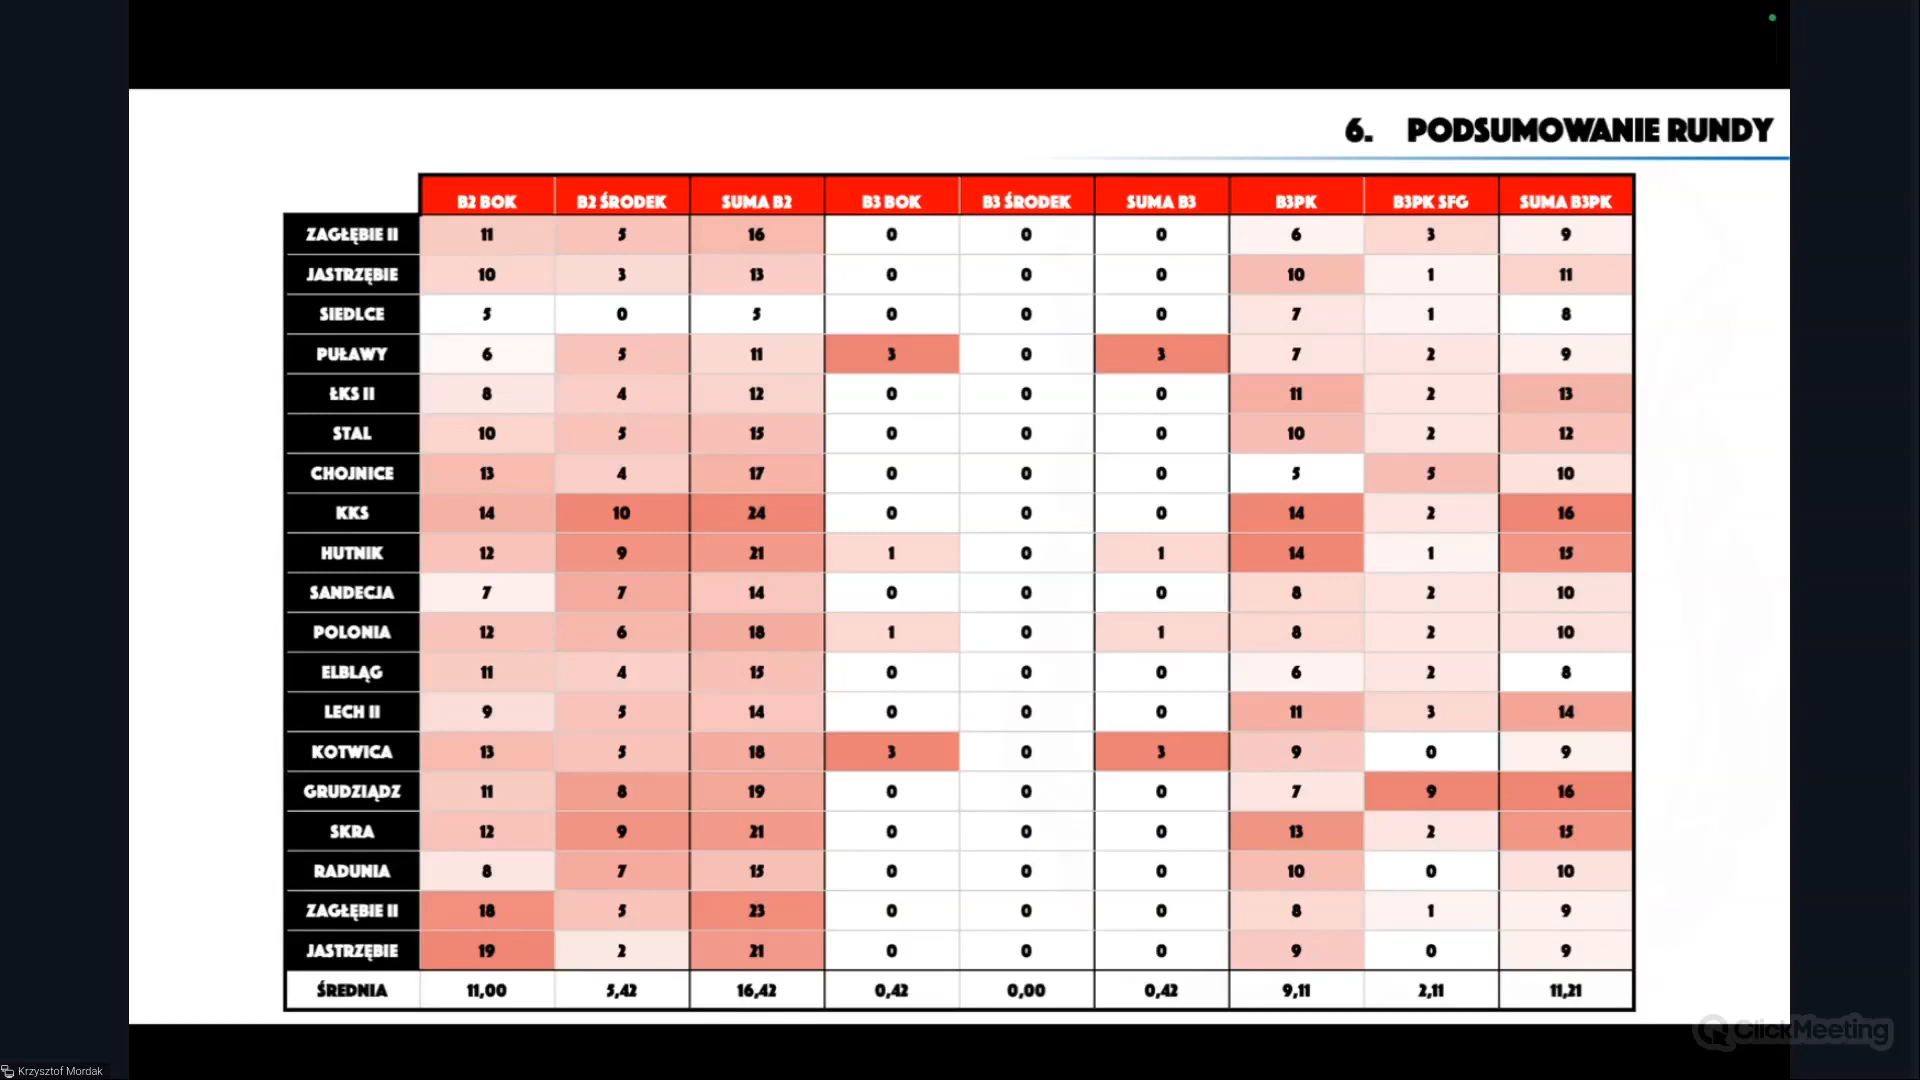 6. PODSUMOWANIE RUNDY
B2 BOK B2 ŚRODEK SUMA B2 B3 BOK B3 ŚRODEK SUMA B3 B3PK B3PK SFG SUMA B3PK
ZAGŁĘBIE II 11 5 16 0 0 0 6 3 9
JASTRZĘBIE 10 3 13 0 0 0 10 1 11
SIEDLCE 5 0 5 0 0 0 7 1 8
PUŁAWY 6 5 11 3 0 3 7 2 9
ŁKS II 8 4 12 0 0 0 11 2 13
STAL 10 5 15 0 0 0 10 2 12
CHOJNICE 13 4 17 0 0 0 5 5 10
KKS 14 10 24 0 0 0 14 2 16
HUTNIK 12 9 21 1 0 1 14 1 15
SANDECJA 7 7 14 0 0 0 8 2 10
POLONIA 12 6 18 1 0 1 8 2 10
ELBLĄG 11 4 15 0 0 0 6 2 8
LECH II 9 5 14 0 0 0 11 3 14
KOTWICA 13 5 18 3 0 3 9 0 9
GRUDZIĄDZ 11 8 19 0 0 0 7 9 16
SKRA 12 9 21 0 0 0 13 2 15
RADUNIA 8 7 15 0 0 0 10 0 10
ZAGŁĘBIE II 18 5 23 0 0 0 8 1 9
JASTRZĘBIE 19 2 21 0 0 0 9 0 9
ŚREDNIA 11,00 5,42 16,42 0,42 0,00 0,42 9,11 2,11 11,21
ClickMeeting
Krzysztof Mordak